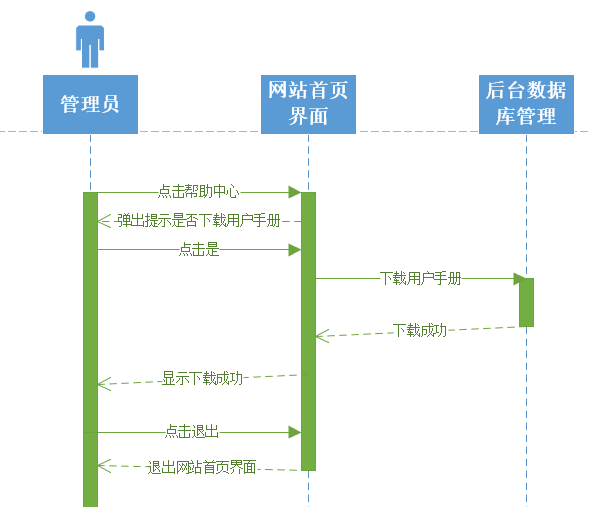 管理员
网站首页
界面
后台数据
库管理
点击帮助中心
弹出提示是否下载用户手册
点击是
下载用户手册
下载成功
显示下载成功
点击退出
退出网站首页界面